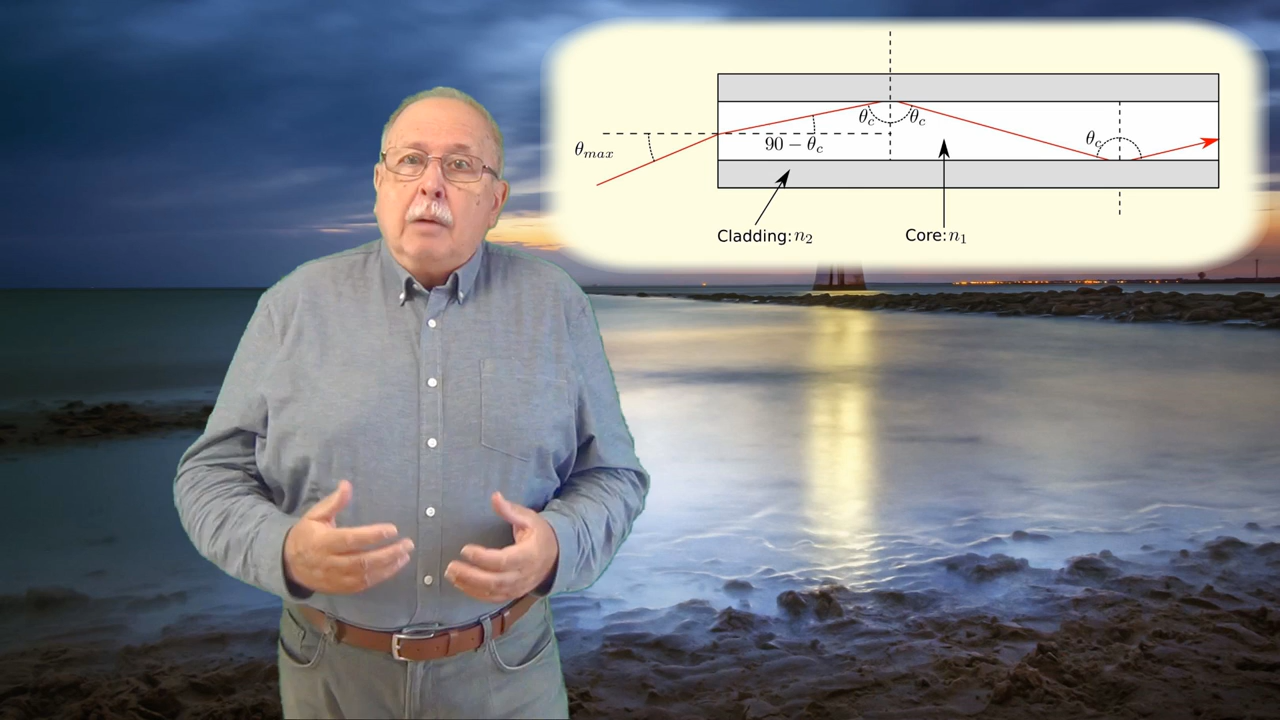 θc θc
θmax
90 − θc
θc
Cladding: n2
Core: n1